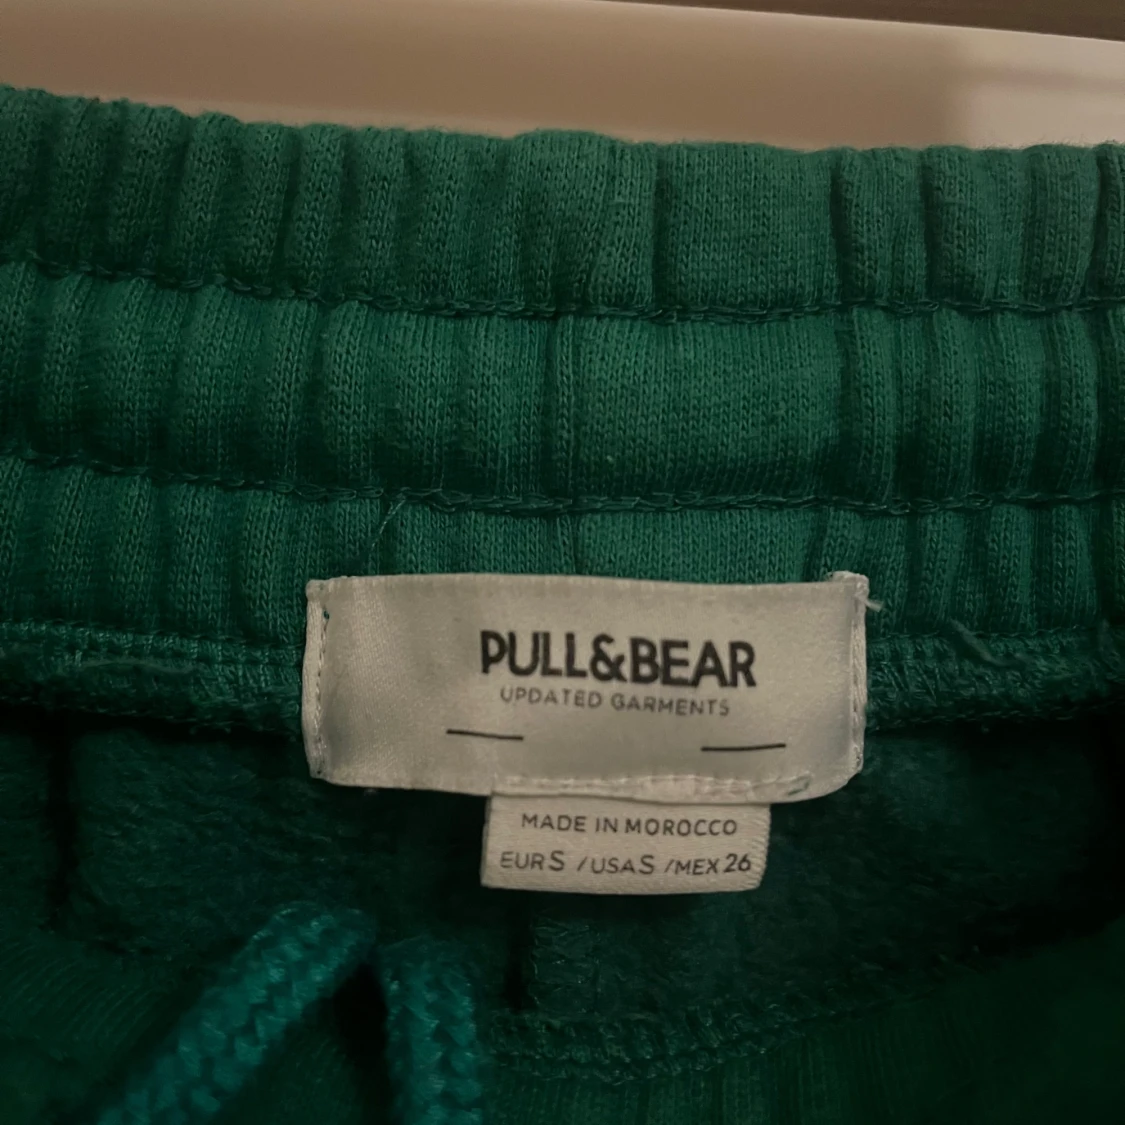 PULL&BEAR
UPDATED GARMENTS
MADE IN MOROCCO
EUR S / USA S / MEX 26